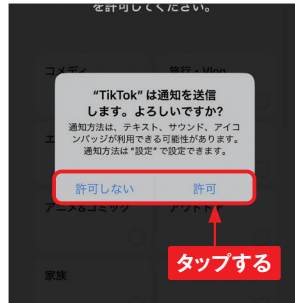 を許可してください。
コメディ
旅行・Vlog
“TikTok” は通知を送信
します。よろしいですか?
通知方法は、テキスト、サウンド、アイコ
ンバッジが利用できる可能性があります。
通知方法は“設定”で設定できます。
エ
許可しない
許可
アニメ&コミック
アウトドア
タップする
家族